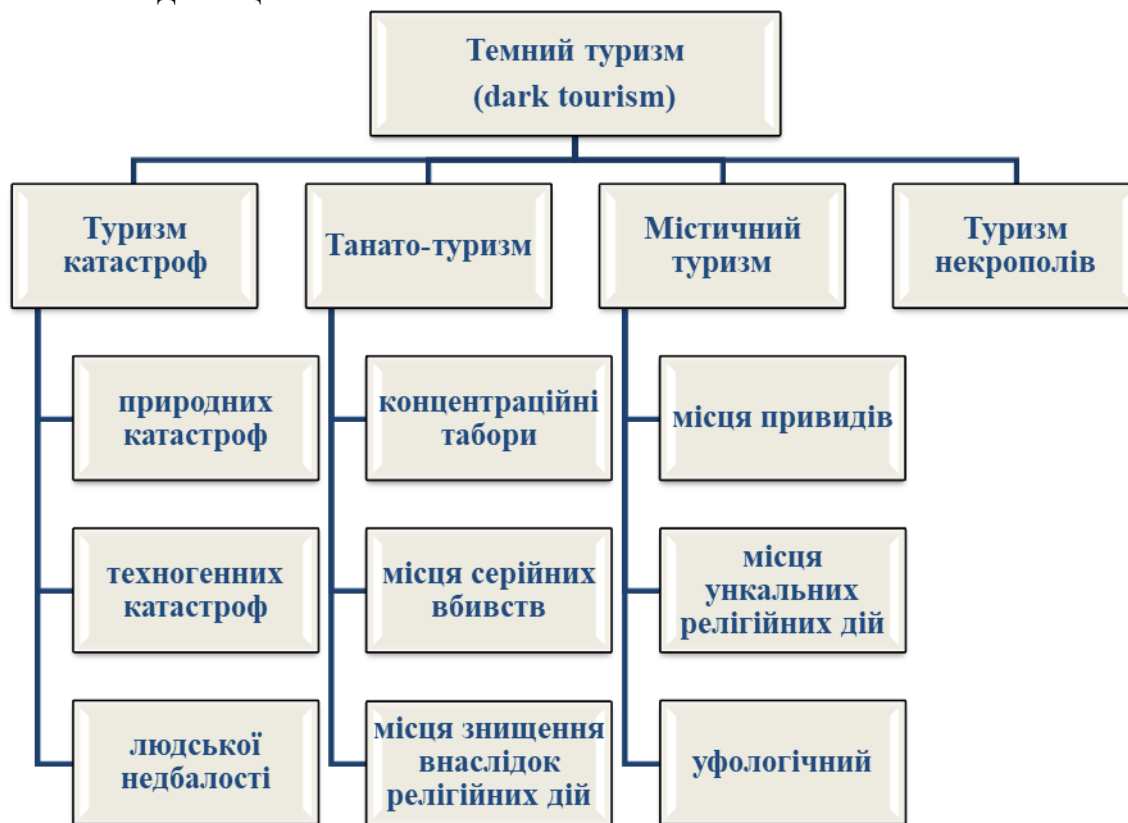 Темний туризм
(dark tourism)
Туризм
катастроф
Танато-туризм
Містичний
туризм
Туризм
некрополів
природних
катастроф
концентраційні
табори
місця привидів
техногенних
катастроф
місця серійних
вбивств
місця
ункальних
релігійних дій
людської
недбалості
місця знищення
внаслідок
релігійних дій
уфологічний